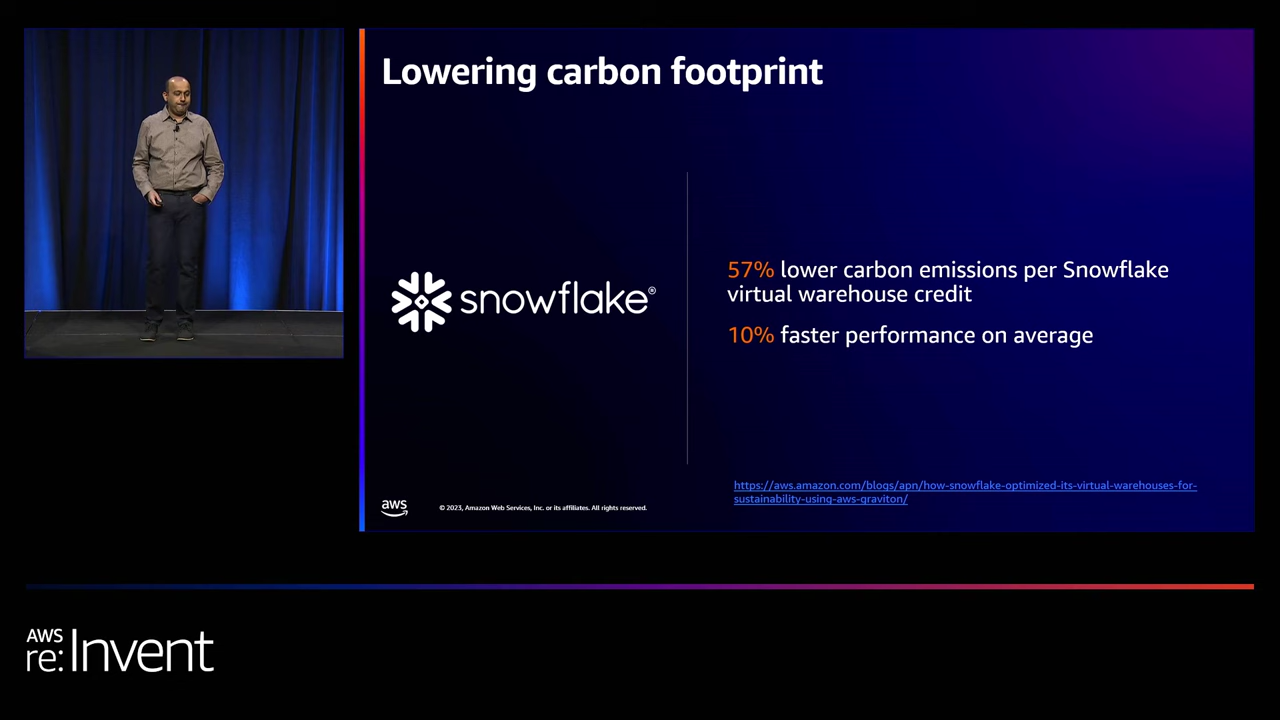 Lowering carbon footprint
snowflake®
57% lower carbon emissions per Snowflake
virtual warehouse credit
10% faster performance on average
https://aws.amazon.com/blogs/apn/how-snowflake-optimized-its-virtual-warehouses-for-
sustainability-using-aws-graviton/
aws
© 2023, Amazon Web Services, Inc. or its affiliates. All rights reserved.
AWS
re:Invent